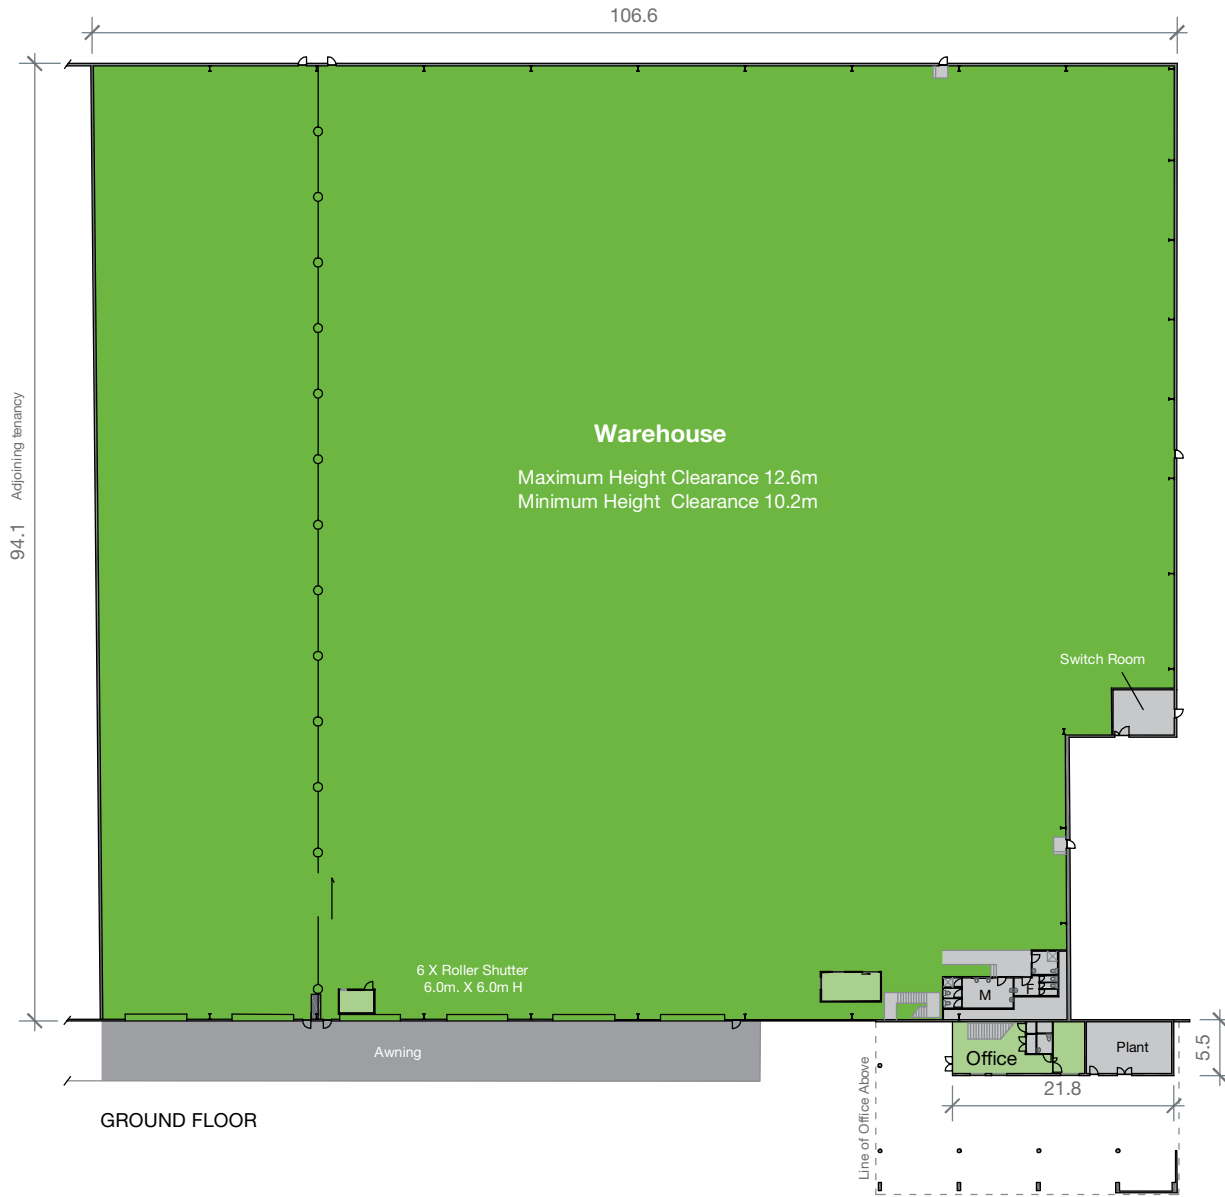 106.6
94.1 Adjoining tenancy
Warehouse
Maximum Height Clearance 12.6m
Minimum Height Clearance 10.2m
Switch Room
6 X Roller Shutter
6.0m. X 6.0m H
M
F
Awning
Office
Plant
5.5
21.8
Line of Office Above
GROUND FLOOR